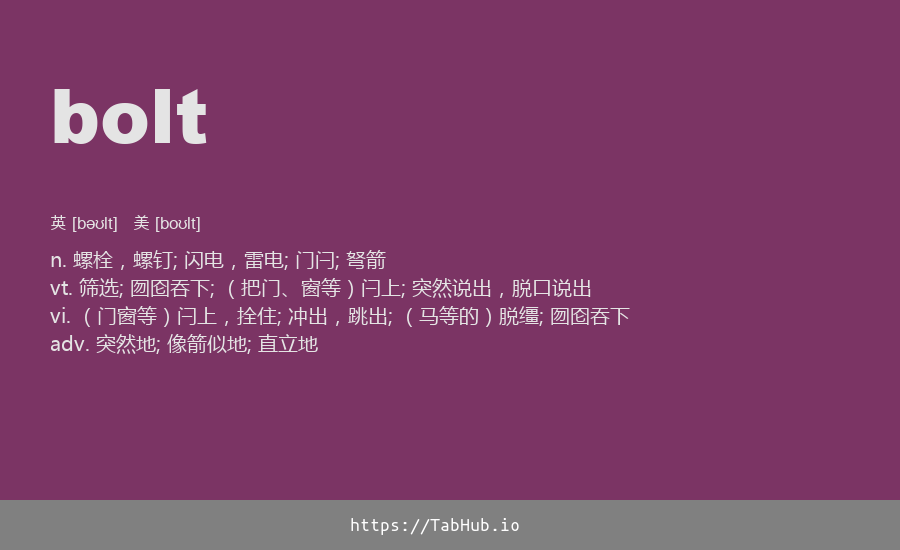 bolt
英 [bəʊlt] 美 [boʊlt]
n. 螺栓，螺钉; 闪电，雷电; 门闩; 弩箭
vt. 筛选; 囫囵吞下; （把门、窗等）闩上; 突然说出，脱口说出
vi. （门窗等）闩上，拴住; 冲出，跳出; （马等的）脱缰; 囫囵吞下
adv. 突然地; 像箭似地; 直立地
https://TabHub.io